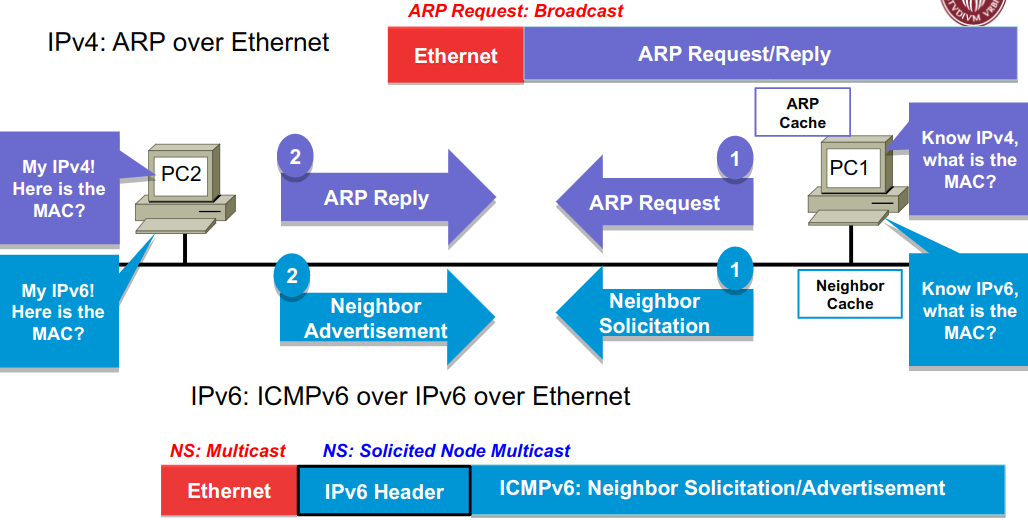 ARP Request: Broadcast
IPv4: ARP over Ethernet
Ethernet
ARP Request/Reply
ARP
Cache
My IPv4!
Here is the
MAC?
PC2
2
ARP Reply
1
ARP Request
PC1
Know IPv4,
what is the
MAC?
My IPv6!
Here is the
MAC?
2
Neighbor
Advertisement
1
Neighbor
Solicitation
Neighbor
Cache
Know IPv6,
what is the
MAC?
IPv6: ICMPv6 over IPv6 over Ethernet
NS: Multicast
NS: Solicited Node Multicast
Ethernet
IPv6 Header
ICMPv6: Neighbor Solicitation/Advertisement